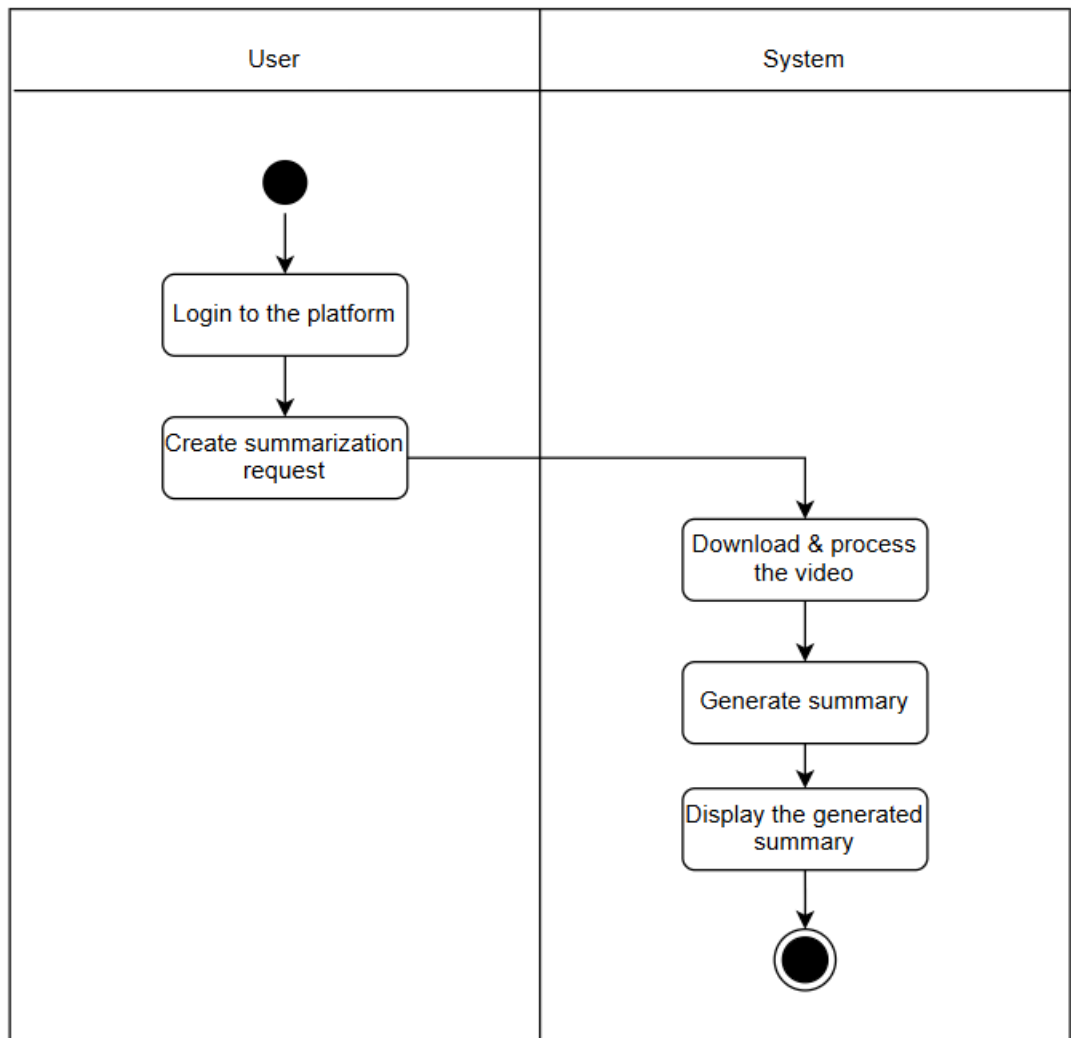 User
System
Login to the platform
Create summarization
request
Download & process
the video
Generate summary
Display the generated
summary